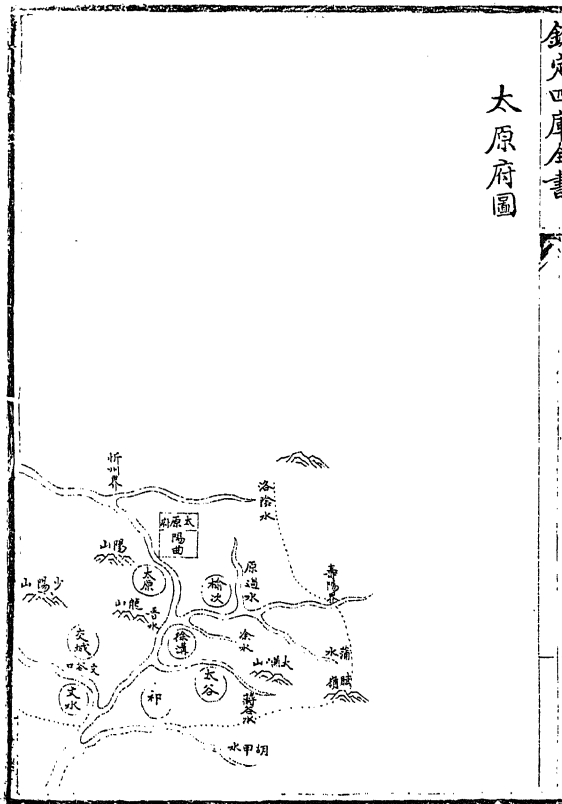 欽定四庫全書
太原府圖
忻州界
洛陰水
太原府
陽曲
陽山
太原
榆次
原過水
壽陽界
少陽山
龍山
晉水
交城
徐溝
涂水
蒲水
文谷口
大嗛山
文水
祁
太谷
蔣谷水
胡甲水